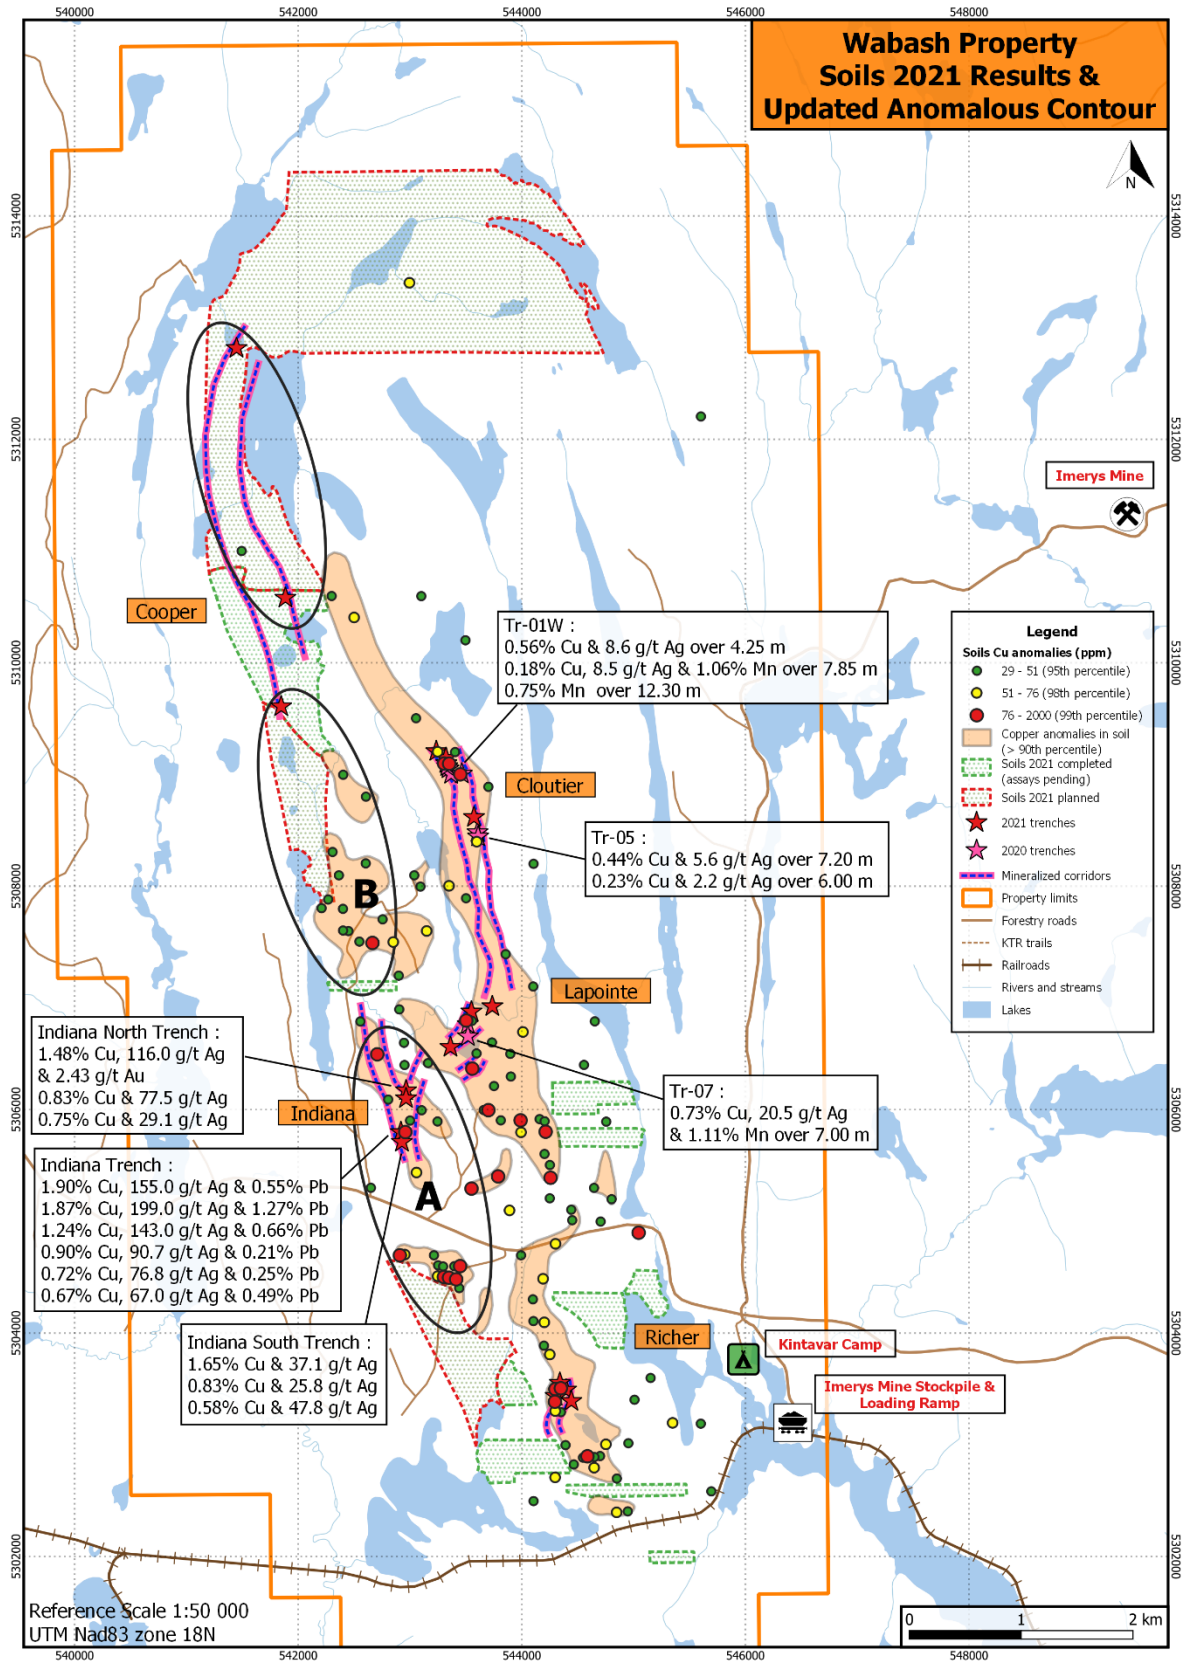 540000
542000
544000
546000
548000
Wabash Property
Soils 2021 Results &
Updated Anomalous Contour
N
5314000
5314000
5312000
5312000
Imerys Mine
Cooper
Tr-01W :
0.56% Cu & 8.6 g/t Ag over 4.25 m
0.18% Cu, 8.5 g/t Ag & 1.06% Mn over 7.85 m
0.75% Mn over 12.30 m
5310000
5310000
Cloutier
Tr-05 :
0.44% Cu & 5.6 g/t Ag over 7.20 m
0.23% Cu & 2.2 g/t Ag over 6.00 m
Legend
Soils Cu anomalies (ppm)
29 - 51 (95th percentile)
51 - 76 (98th percentile)
76 - 2000 (99th percentile)
Copper anomalies in soil
(> 90th percentile)
Soils 2021 completed
(assays pending)
Soils 2021 planned
2021 trenches
2020 trenches
Mineralized corridors
Property limits
Forestry roads
KTR trails
Railroads
Rivers and streams
Lakes
5308000
5308000
B
Lapointe
Indiana North Trench :
1.48% Cu, 116.0 g/t Ag
& 2.43 g/t Au
0.83% Cu & 77.5 g/t Ag
0.75% Cu & 29.1 g/t Ag
Indiana
Tr-07 :
0.73% Cu, 20.5 g/t Ag
& 1.11% Mn over 7.00 m
5306000
5306000
Indiana Trench :
1.90% Cu, 155.0 g/t Ag & 0.55% Pb
1.87% Cu, 199.0 g/t Ag & 1.27% Pb
1.24% Cu, 143.0 g/t Ag & 0.66% Pb
0.90% Cu, 90.7 g/t Ag & 0.21% Pb
0.72% Cu, 76.8 g/t Ag & 0.25% Pb
0.67% Cu, 67.0 g/t Ag & 0.49% Pb
A
Indiana South Trench :
1.65% Cu & 37.1 g/t Ag
0.83% Cu & 25.8 g/t Ag
0.58% Cu & 47.8 g/t Ag
5304000
5304000
Richer
Kintavar Camp
Imerys Mine Stockpile &
Loading Ramp
5302000
5302000
Reference Scale 1:50 000
UTM Nad83 zone 18N
0
1
2 km
540000
542000
544000
546000
548000